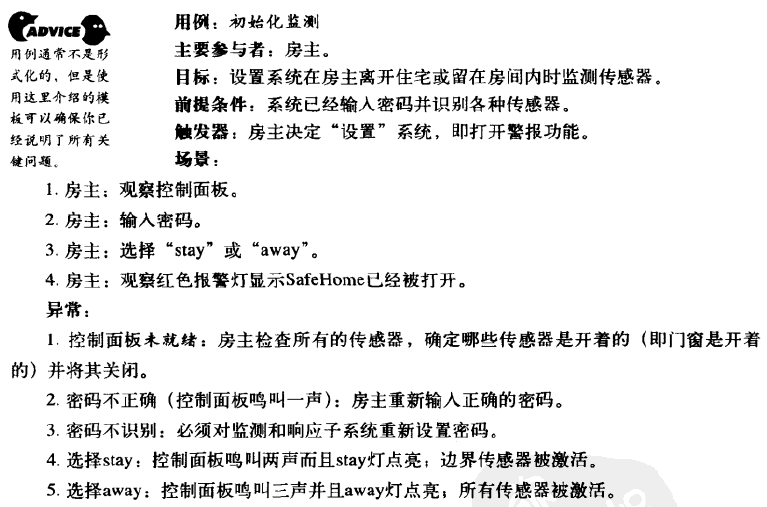 ADVICE
用例通常不是形
式化的，但是使
用这里介绍的模
板可以确保你已
经说明了所有关
键问题。
用例：初始化监测
主要参与者：房主。
目标：设置系统在房主离开住宅或留在房间内时监测传感器。
前提条件：系统已经输入密码并识别各种传感器。
触发器：房主决定“设置”系统，即打开警报功能。
场景：
1. 房主：观察控制面板。
2. 房主：输入密码。
3. 房主：选择“stay”或“away”。
4. 房主：观察红色报警灯显示SafeHome已经被打开。
异常：
1. 控制面板未就绪：房主检查所有的传感器，确定哪些传感器是开着的（即门窗是开着
的）并将其关闭。
2. 密码不正确（控制面板鸣叫一声）：房主重新输入正确的密码。
3. 密码不识别：必须对监测和响应子系统重新设置密码。
4. 选择stay：控制面板鸣叫两声而且stay灯点亮；边界传感器被激活。
5. 选择away：控制面板鸣叫三声并且away灯点亮；所有传感器被激活。